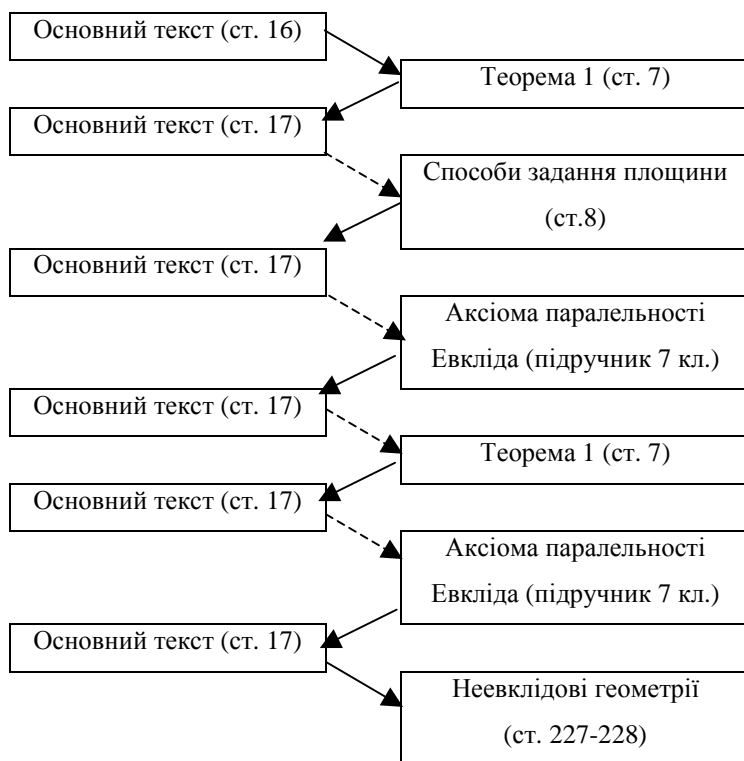 Основний текст (ст. 16)
Теорема 1 (ст. 7)
Основний текст (ст. 17)
Способи задання площини
(ст.8)
Основний текст (ст. 17)
Аксіома паралельності
Евкліда (підручник 7 кл.)
Основний текст (ст. 17)
Теорема 1 (ст. 7)
Основний текст (ст. 17)
Аксіома паралельності
Евкліда (підручник 7 кл.)
Основний текст (ст. 17)
Неевклідові геометрії
(ст. 227-228)